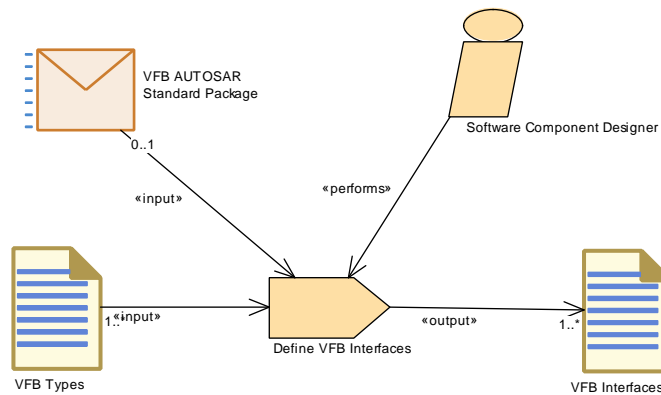 VFB AUTOSAR
Standard Package
Software Component Designer
0..1
«input»
«performs»
1..*
«input»
«output»
1..*
Define VFB Interfaces
VFB Types
VFB Interfaces